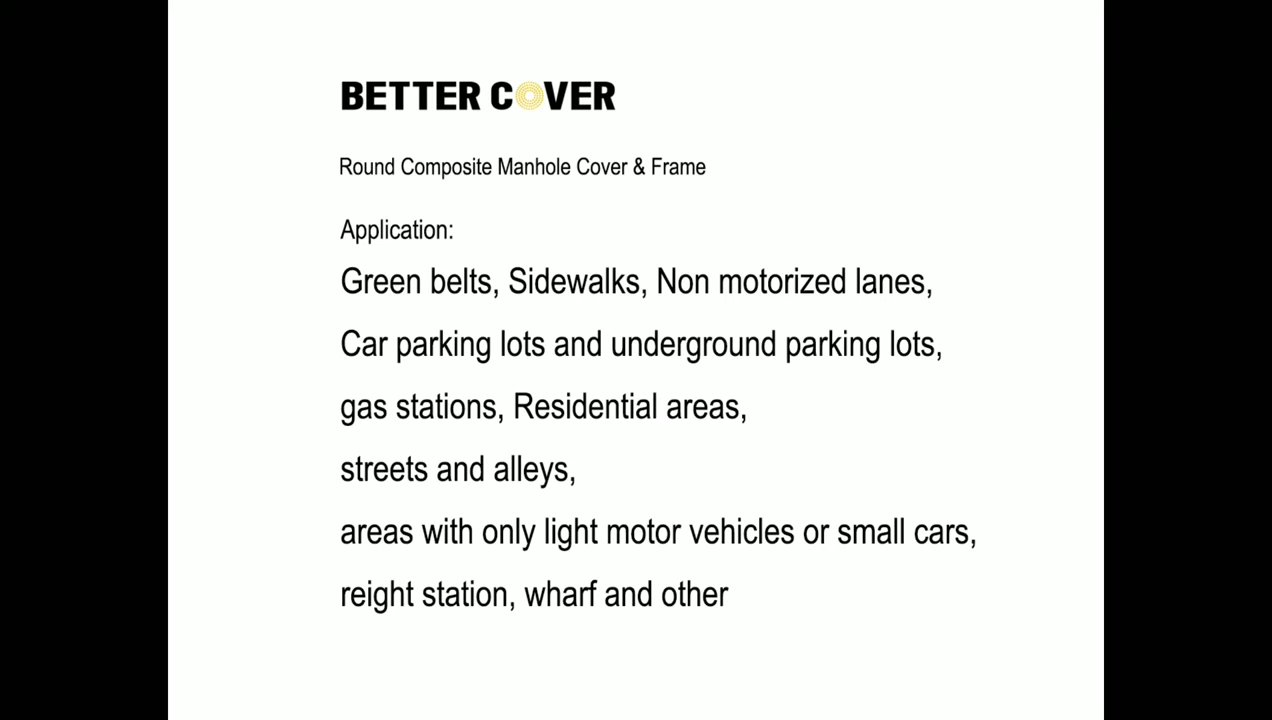 BETTER COVER
Round Composite Manhole Cover & Frame
Application:
Green belts, Sidewalks, Non motorized lanes,
Car parking lots and underground parking lots,
gas stations, Residential areas,
streets and alleys,
areas with only light motor vehicles or small cars,
reight station, wharf and other